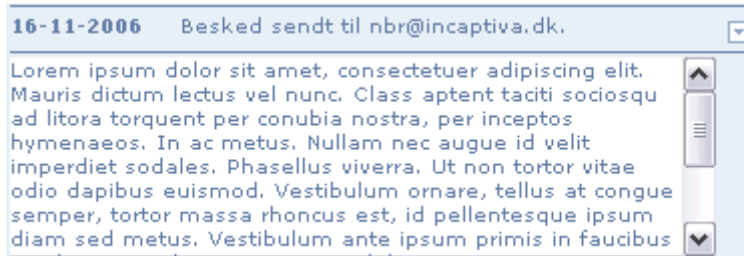 16-11-2006 Besked sendt til nbr@incaptiva.dk.
Lorem ipsum dolor sit amet, consectetuer adipiscing elit.
Mauris dictum lectus vel nunc. Class aptent taciti sociosqu
ad litora torquent per conubia nostra, per inceptos
hymenaeos. In ac metus. Nullam nec augue id velit
imperdiet sodales. Phasellus viverra. Ut non tortor vitae
odio dapibus euismod. Vestibulum ornare, tellus at congue
semper, tortor massa rhoncus est, id pellentesque ipsum
diam sed metus. Vestibulum ante ipsum primis in faucibus